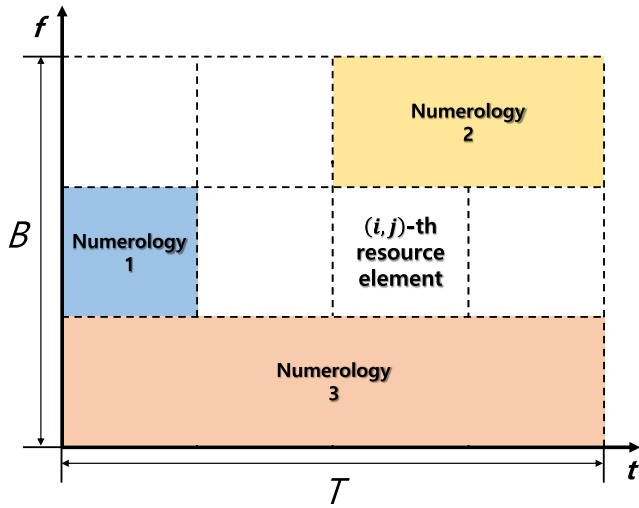 f
Numerology
2
B
Numerology
1
(i, j)-th
resource
element
Numerology
3
t
T